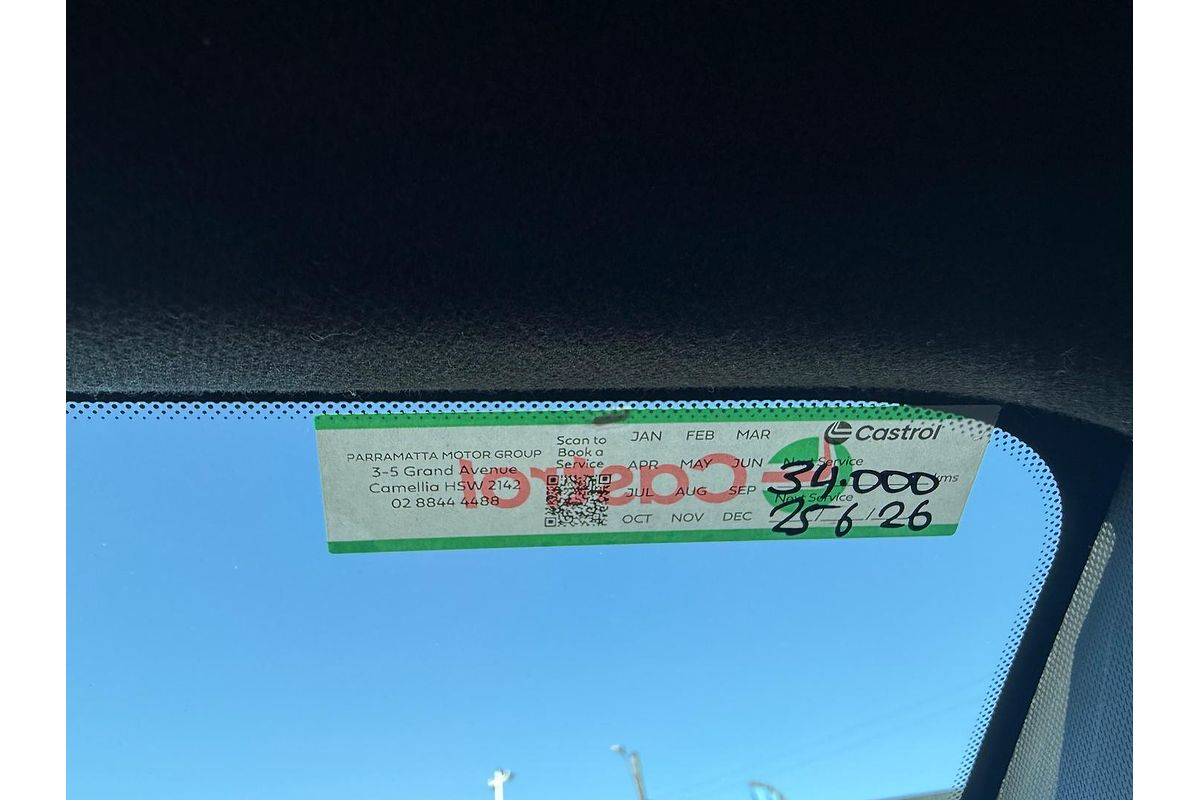 PARRAMATTA MOTOR GROUP
3-5 Grand Avenue
Camellia HSW 2142
02 8844 4488
Scan to
Book a
Service
JAN FEB MAR
APR MAY JUN
JUL AUG SEP
OCT NOV DEC
Castrol
Next Service
34.000 kms
Next Service
25/6/26
Castrol